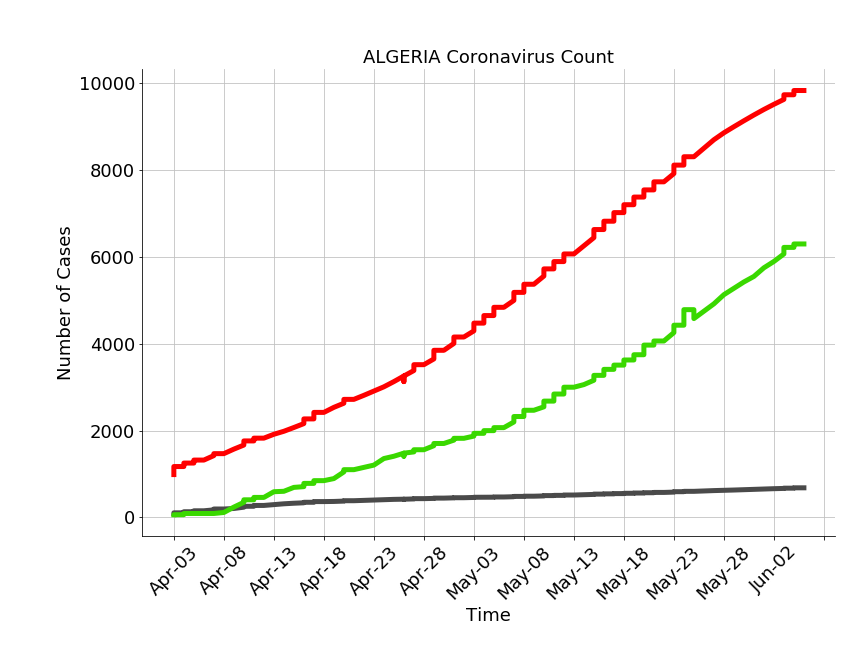 ALGERIA Coronavirus Count
10000
8000
6000
4000
2000
0
Number of Cases
Apr-03
Apr-08
Apr-13
Apr-18
Apr-23
Apr-28
May-03
May-08
May-13
May-18
May-23
May-28
Jun-02
Time